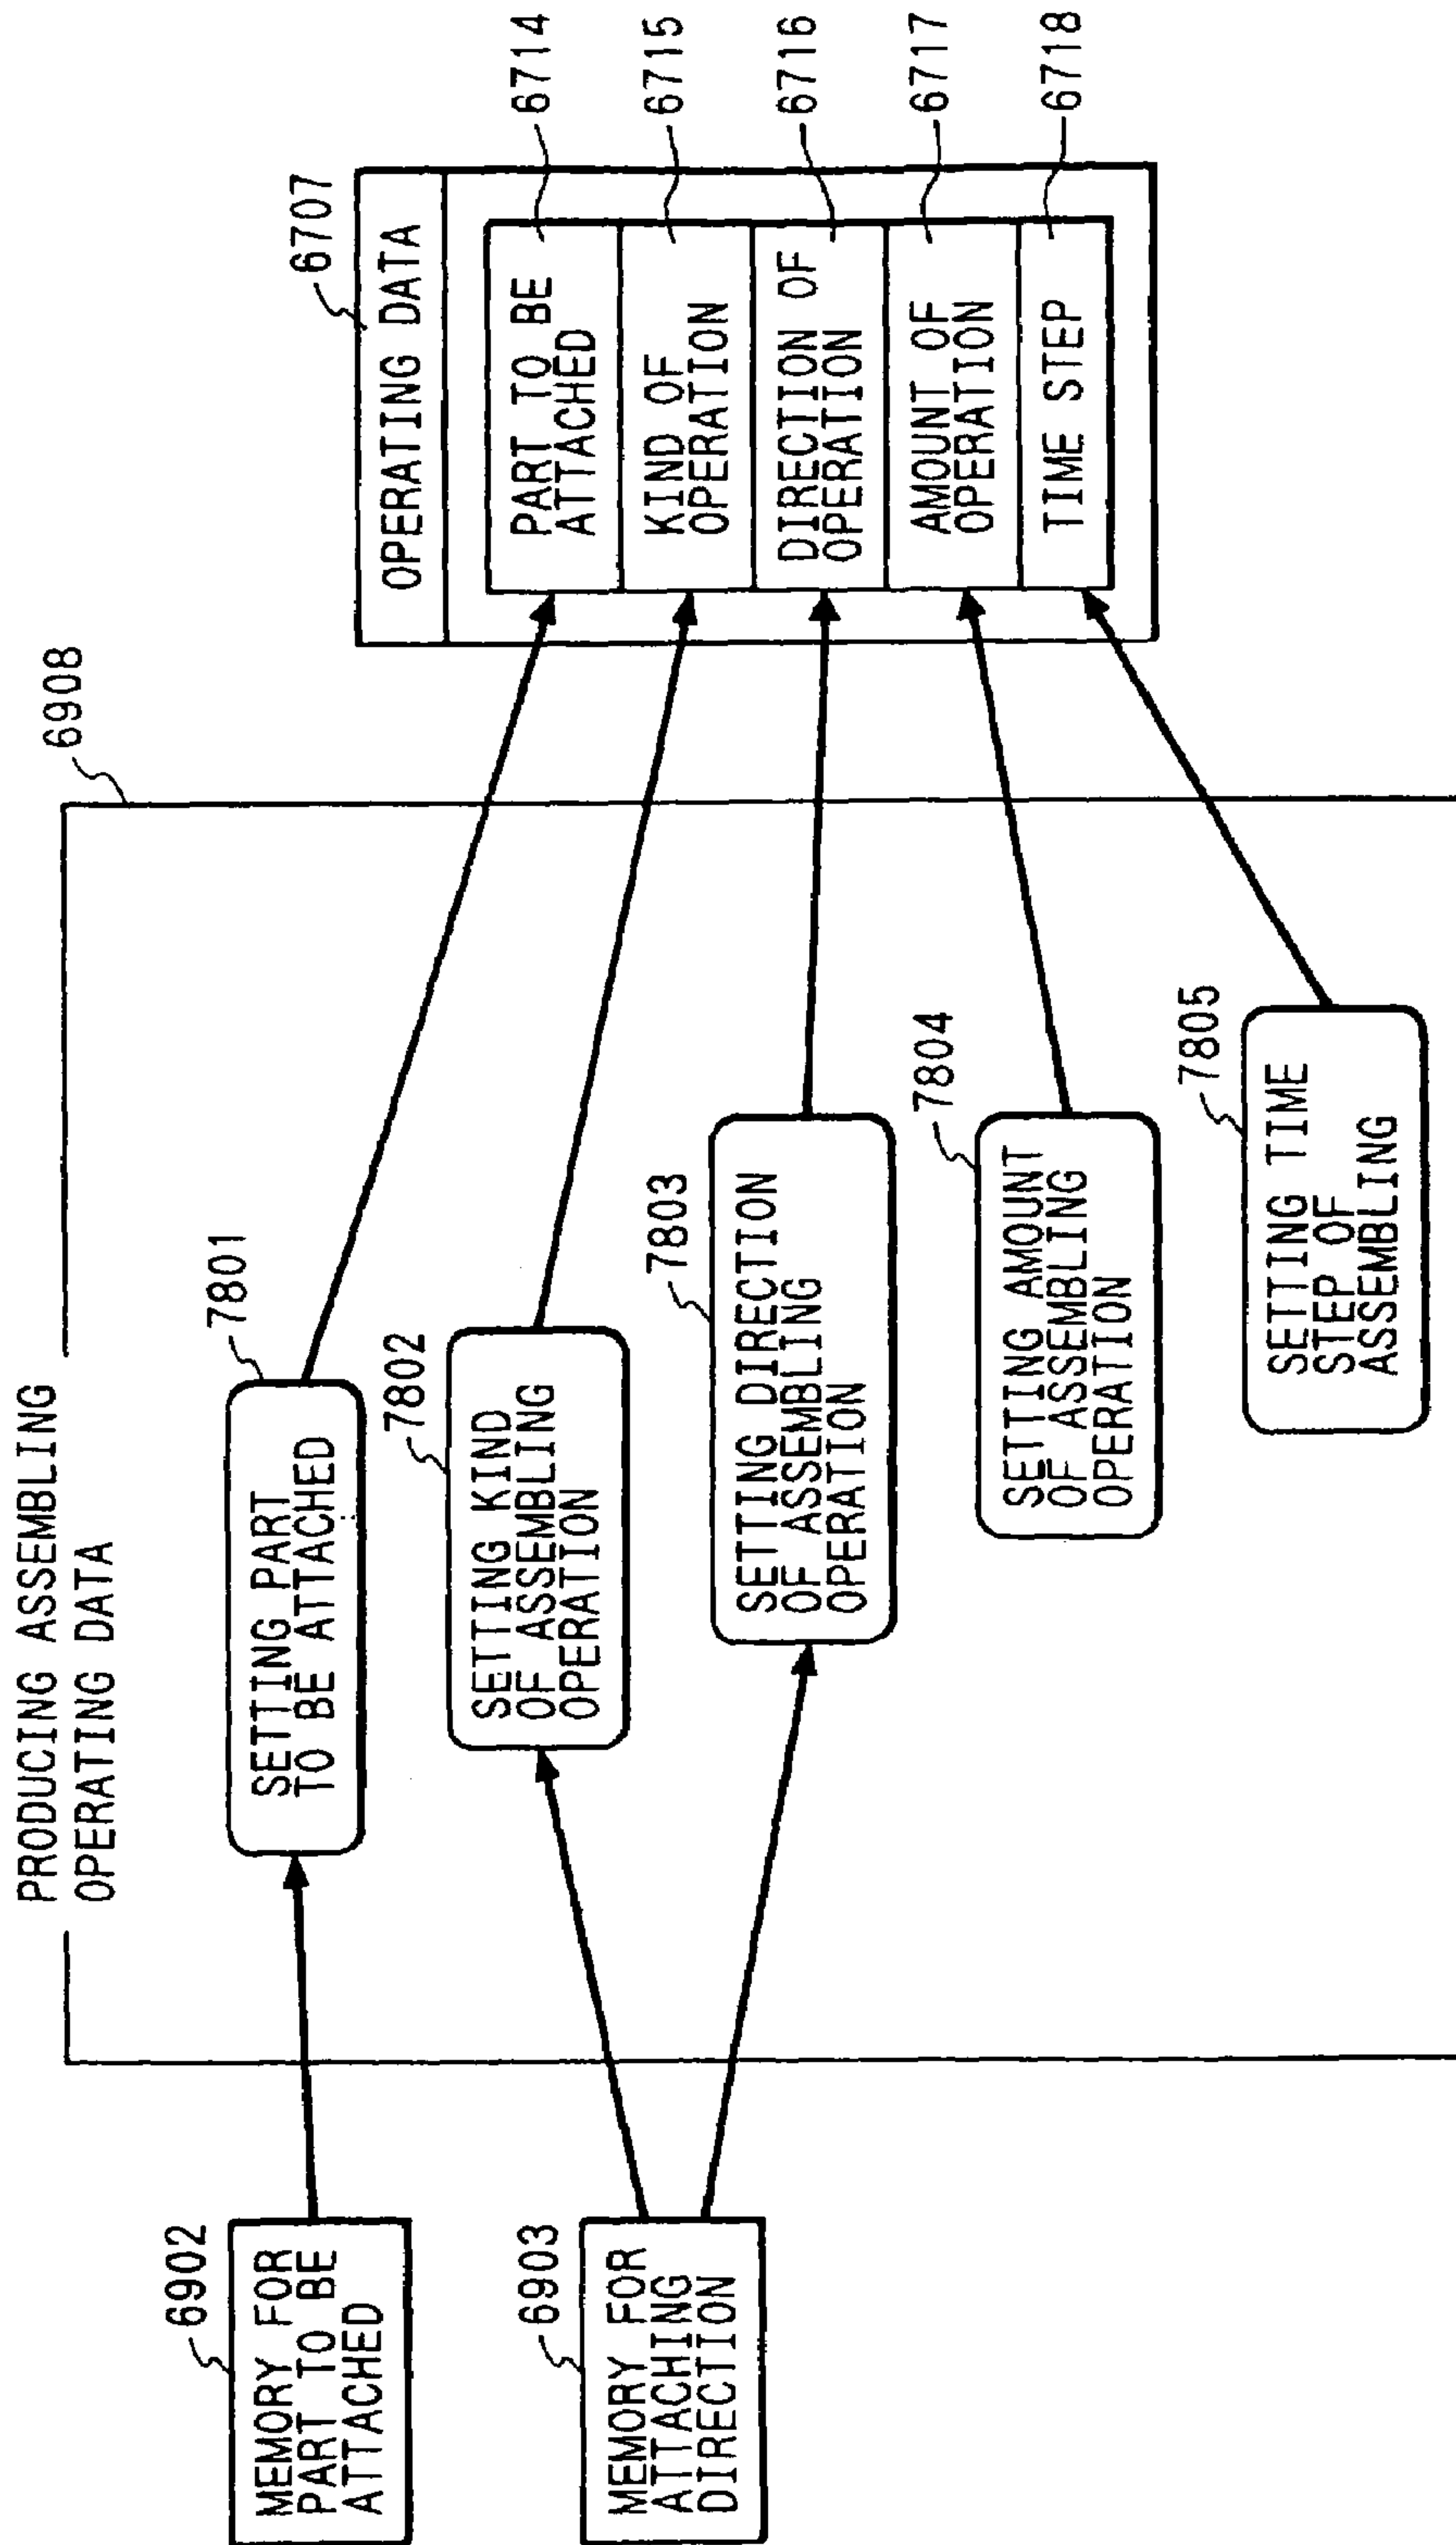 PRODUCING ASSEMBLING
OPERATING DATA
6908
6902
MEMORY FOR
PART TO BE
ATTACHED
6903
MEMORY FOR
ATTACHING
DIRECTION
7801
SETTING PART
TO BE ATTACHED
7802
SETTING KIND
OF ASSEMBLING
OPERATION
7803
SETTING DIRECTION
OF ASSEMBLING
OPERATION
7804
SETTING AMOUNT
OF ASSEMBLING
OPERATION
7805
SETTING TIME
STEP OF
ASSEMBLING
6707
OPERATING DATA
PART TO BE
ATTACHED
6714
KIND OF
OPERATION
6715
DIRECTION OF
OPERATION
6716
AMOUNT OF
OPERATION
6717
TIME STEP
6718